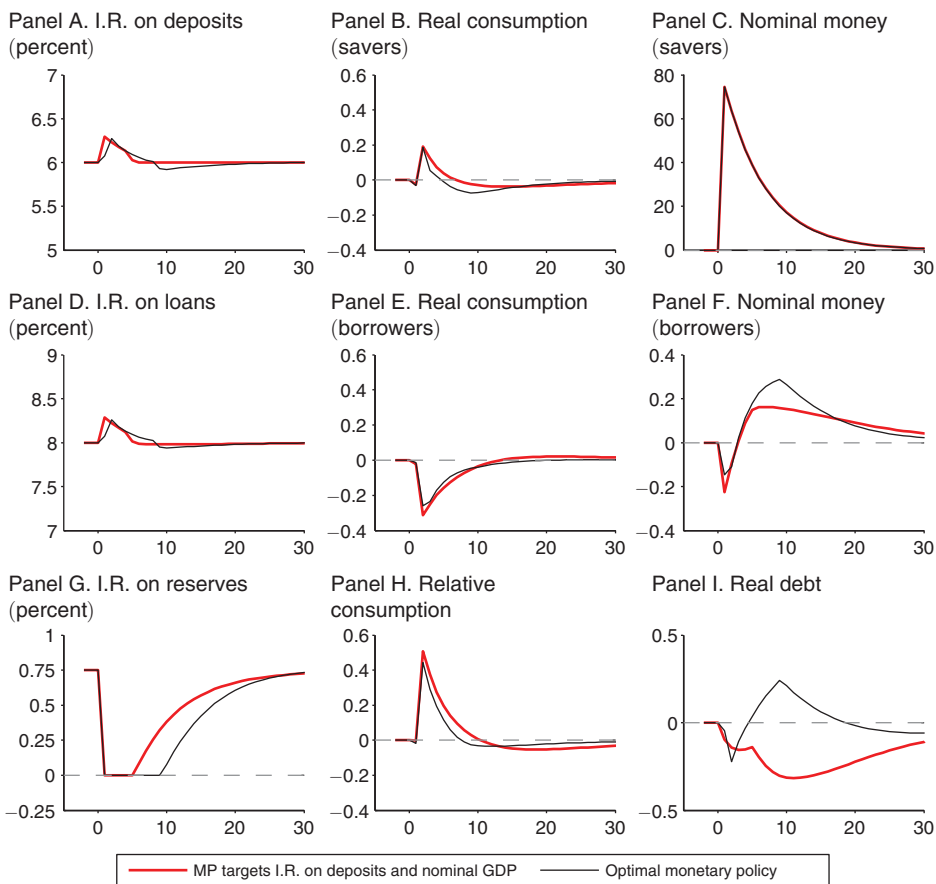 Panel A. I.R. on deposits
(percent)
7
6.5
6
5.5
5
0 10 20 30
Panel B. Real consumption
(savers)
0.6
0.4
0.2
0
−0.2
−0.4
0 10 20 30
Panel C. Nominal money
(savers)
80
60
40
20
0
0 10 20 30
Panel D. I.R. on loans
(percent)
9
8.5
8
7.5
7
0 10 20 30
Panel E. Real consumption
(borrowers)
0.6
0.4
0.2
0
−0.2
−0.4
0 10 20 30
Panel F. Nominal money
(borrowers)
0.4
0.2
0
−0.2
−0.4
0 10 20 30
Panel G. I.R. on reserves
(percent)
1
0.75
0.5
0.25
0
−0.25
0 10 20 30
Panel H. Relative
consumption
0.6
0.4
0.2
0
−0.2
−0.4
0 10 20 30
Panel I. Real debt
0.5
0
−0.5
0 10 20 30
MP targets I.R. on deposits and nominal GDP
Optimal monetary policy